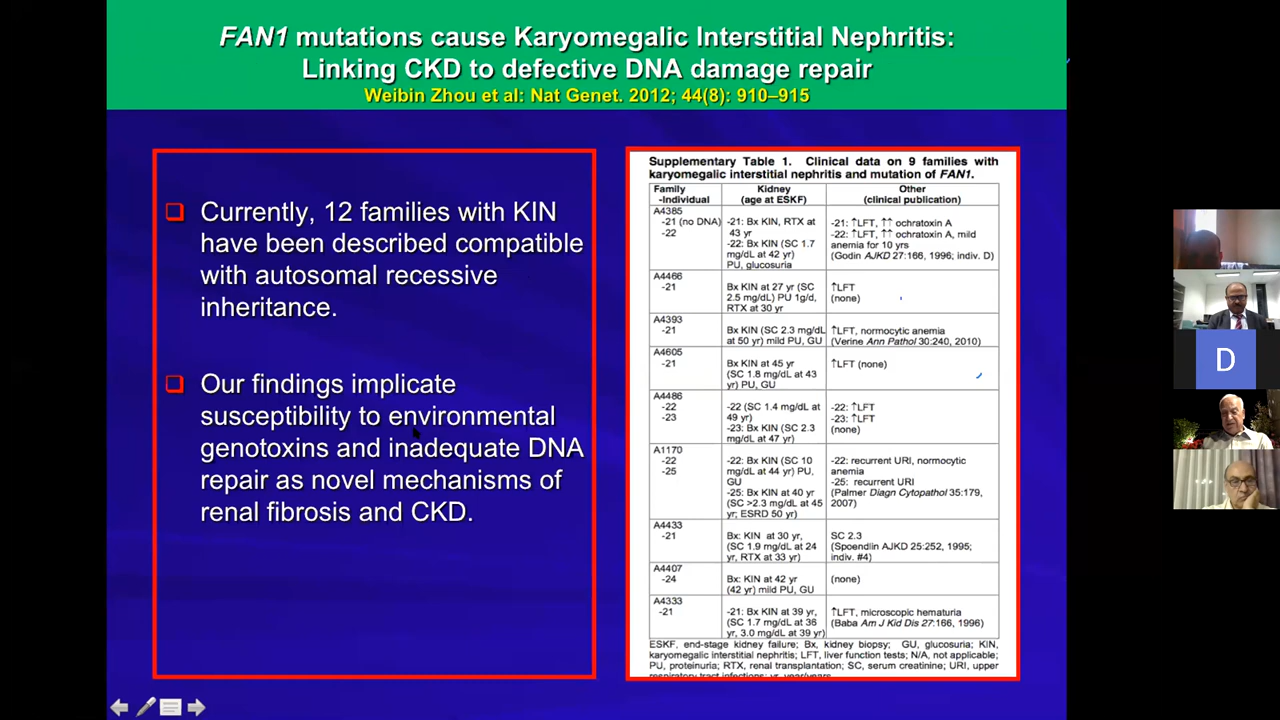 FAN1 mutations cause Karyomegalic Interstitial Nephritis:
Linking CKD to defective DNA damage repair
Weibin Zhou et al: Nat Genet. 2012; 44(8): 910–915
Currently, 12 families with KIN
have been described compatible
with autosomal recessive
inheritance.
Our findings implicate
susceptibility to environmental
genotoxins and inadequate DNA
repair as novel mechanisms of
renal fibrosis and CKD.
Supplementary Table 1. Clinical data on 9 families with
karyomegalic interstitial nephritis and mutation of FAN1.
Family
-Individual
Kidney
(age at ESKF)
Other
(clinical publication)
A4385
-21 (no DNA)
-22
-21: Bx KIN, RTX at
43 yr
-22: Bx KIN (SC 1.7
mg/dL at 42 yr)
PU, glucosuria
-21: ↑LFT, ↑↑ ochratoxin A
-22: ↑LFT, ↑↑ ochratoxin A, mild
anemia for 10 yrs
(Godin AJKD 27:166, 1996; indiv. D)
A4466
-21
Bx KIN at 27 yr (SC
2.5 mg/dL) PU 1g/d,
RTX at 30 yr
↑LFT
(none)
A4393
-21
Bx KIN (SC 2.3 mg/dL
at 50 yr) mild PU, GU
↑LFT, normocytic anemia
(Verine Ann Pathol 30:240, 2010)
A4605
-21
Bx KIN at 45 yr
(SC 1.8 mg/dL at 43
yr) PU, GU
↑LFT (none)
A4486
-22
-23
-22 (SC 1.4 mg/dL at
49 yr)
-23: Bx KIN (SC 2.3
mg/dL at 47 yr)
-22: ↑LFT
-23: ↑LFT
(none)
A1170
-22
-25
-22: Bx KIN (SC 10
mg/dL at 44 yr) PU,
GU
-25: Bx KIN at 40 yr
(SC >2.3 mg/dL at 45
yr; ESRD 50 yr)
-22: recurrent URI, normocytic
anemia
-25: recurrent URI
(Palmer Diagn Cytopathol 35:179,
2007)
A4433
-21
Bx: KIN at 30 yr,
(SC 1.9 mg/dL at 24
yr, RTX at 33 yr)
SC 2.3
(Spoendlin AJKD 25:252, 1995;
indiv. #4)
A4407
-24
Bx: KIN at 42 yr
(42 yr) mild PU, GU
(none)
A4333
-21
-21: Bx KIN at 39 yr,
(SC 1.7 mg/dL at 36
yr, 3.0 mg/dL at 39 yr)
↑LFT, microscopic hematuria
(Baba Am J Kid Dis 27:166, 1996)
ESKF, end-stage kidney failure; Bx, kidney biopsy; GU, glucosuria; KIN,
karyomegalic interstitial nephritis; LFT, liver function tests; N/A, not applicable;
PU, proteinuria; RTX, renal transplantation; SC, serum creatinine; URI, upper
respiratory tract infections; yr, year/years
D